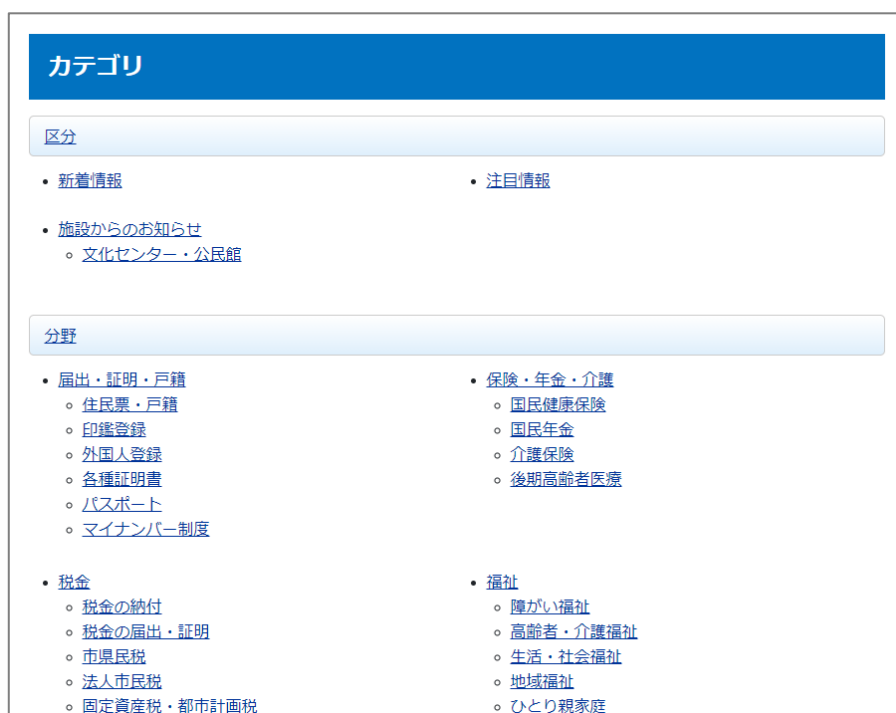 カテゴリ
区分
新着情報
注目情報
施設からのお知らせ
文化センター・公民館
分野
届出・証明・戸籍
住民票・戸籍
印鑑登録
外国人登録
各種証明書
パスポート
マイナンバー制度
保険・年金・介護
国民健康保険
国民年金
介護保険
後期高齢者医療
税金
税金の納付
税金の届出・証明
市県民税
法人市民税
固定資産税・都市計画税
福祉
障がい福祉
高齢者・介護福祉
生活・社会福祉
地域福祉
ひとり親家庭